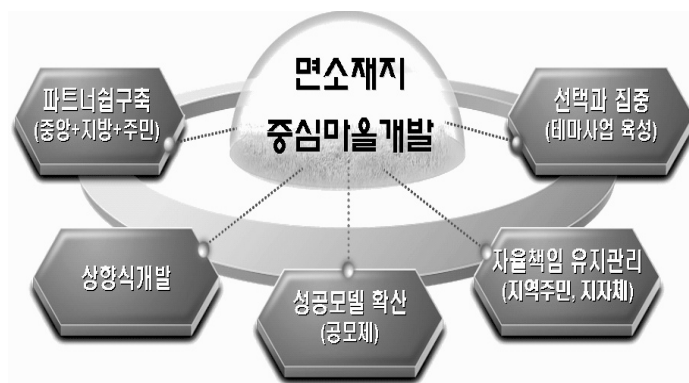 면소재지
중심마을개발
파트너쉽구축
(중앙+지방+주민)
선택과 집중
(테마사업 육성)
상향식개발
성공모델 확산
(공모제)
자율책임 유지관리
(지역주민, 지자체)